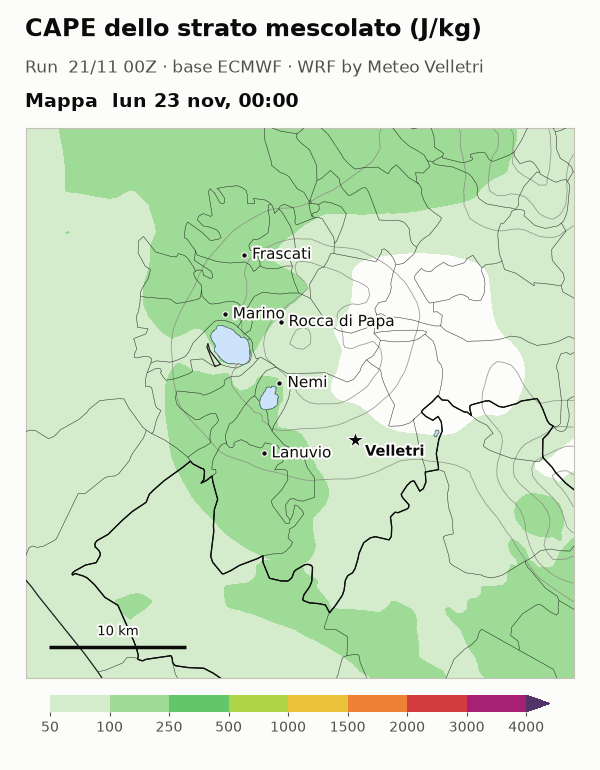 CAPE dello strato mescolato (J/kg)
Run  21/11 00Z · base ECMWF · WRF by Meteo Velletri
Mappa  lun 23 nov, 00:00
Frascati
Marino
Rocca di Papa
Nemi
Velletri
Lanuvio
10 km
50 100 250 500 1000 1500 2000 3000 4000